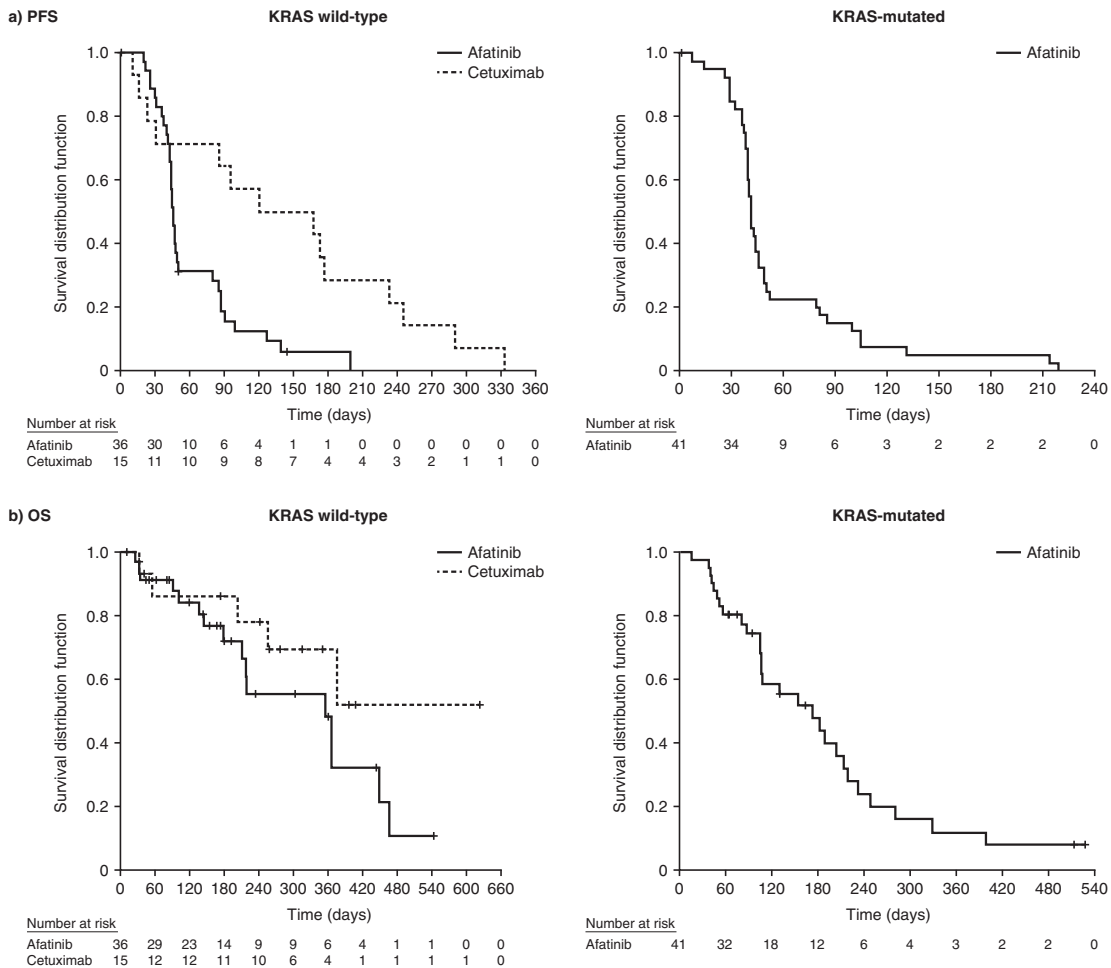 a) PFS
KRAS wild-type
Afatinib
Cetuximab
1.0
0.8
0.6
0.4
0.2
0
Survival distribution function
0 30 60 90 120 150 180 210 240 270 300 330 360
Time (days)
Number at risk
Afatinib 36 30 10 6 4 1 1 0 0 0 0 0 0
Cetuximab 15 11 10 9 8 7 4 4 3 2 1 1 0
KRAS-mutated
Afatinib
1.0
0.8
0.6
0.4
0.2
0
Survival distribution function
0 30 60 90 120 150 180 210 240
Time (days)
Number at risk
Afatinib 41 34 9 6 3 2 2 2 0
b) OS
KRAS wild-type
Afatinib
Cetuximab
1.0
0.8
0.6
0.4
0.2
0
Survival distribution function
0 60 120 180 240 300 360 420 540 600 660
Time (days)
Number at risk
Afatinib 36 29 23 14 9 9 6 4 1 1 0 0
Cetuximab 15 12 12 11 10 6 4 1 1 1 1 0
KRAS-mutated
Afatinib
1.0
0.8
0.6
0.4
0.2
0
Survival distribution function
0 60 120 180 240 300 360 420 480 540
Time (days)
Number at risk
Afatinib 41 32 18 12 6 4 3 2 2 0